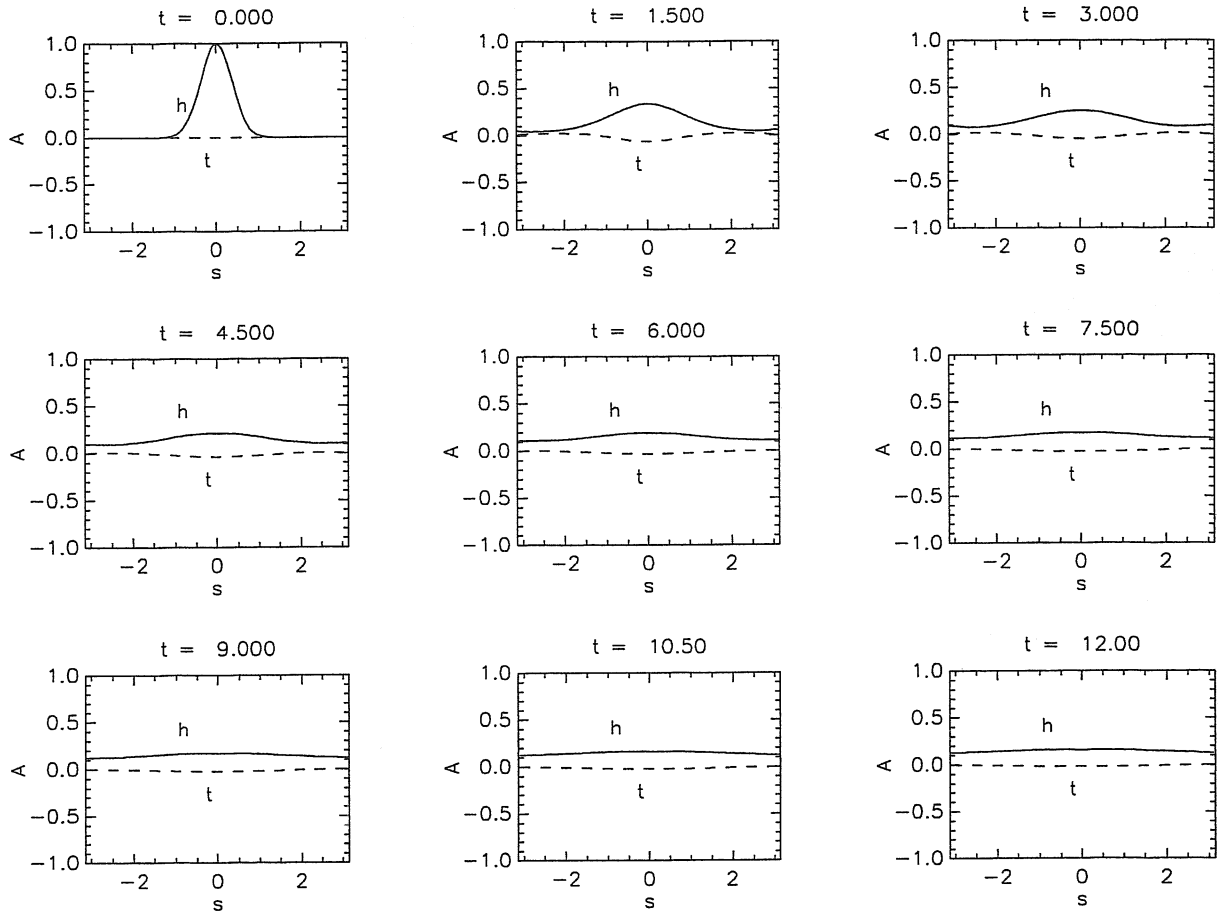 t = 0.000
t = 1.500
t = 3.000
1.0
0.5
0.0
−0.5
−1.0
A
h
t
−2 0 2
s
1.0
0.5
0.0
−0.5
−1.0
A
h
t
−2 0 2
s
1.0
0.5
0.0
−0.5
−1.0
A
h
t
−2 0 2
s
t = 4.500
t = 6.000
t = 7.500
1.0
0.5
0.0
−0.5
−1.0
A
h
t
−2 0 2
s
1.0
0.5
0.0
−0.5
−1.0
A
h
t
−2 0 2
s
1.0
0.5
0.0
−0.5
−1.0
A
h
t
−2 0 2
s
t = 9.000
t = 10.50
t = 12.00
1.0
0.5
0.0
−0.5
−1.0
A
h
t
−2 0 2
s
1.0
0.5
0.0
−0.5
−1.0
A
h
t
−2 0 2
s
1.0
0.5
0.0
−0.5
−1.0
A
h
t
−2 0 2
s